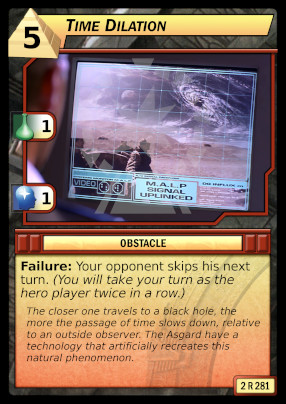 5
TIME DILATION
1
VIDEO
M.A.L.P
SIGNAL
UPLINKED
1
OBSTACLE
Failure: Your opponent skips his next
turn. (You will take your turn as the
hero player twice in a row.)
The closer one travels to a black hole, the
more the passage of time slows down, relative
to an outside observer. The Asgard have a
technology that artificially recreates this
natural phenomenon.
2 R 281